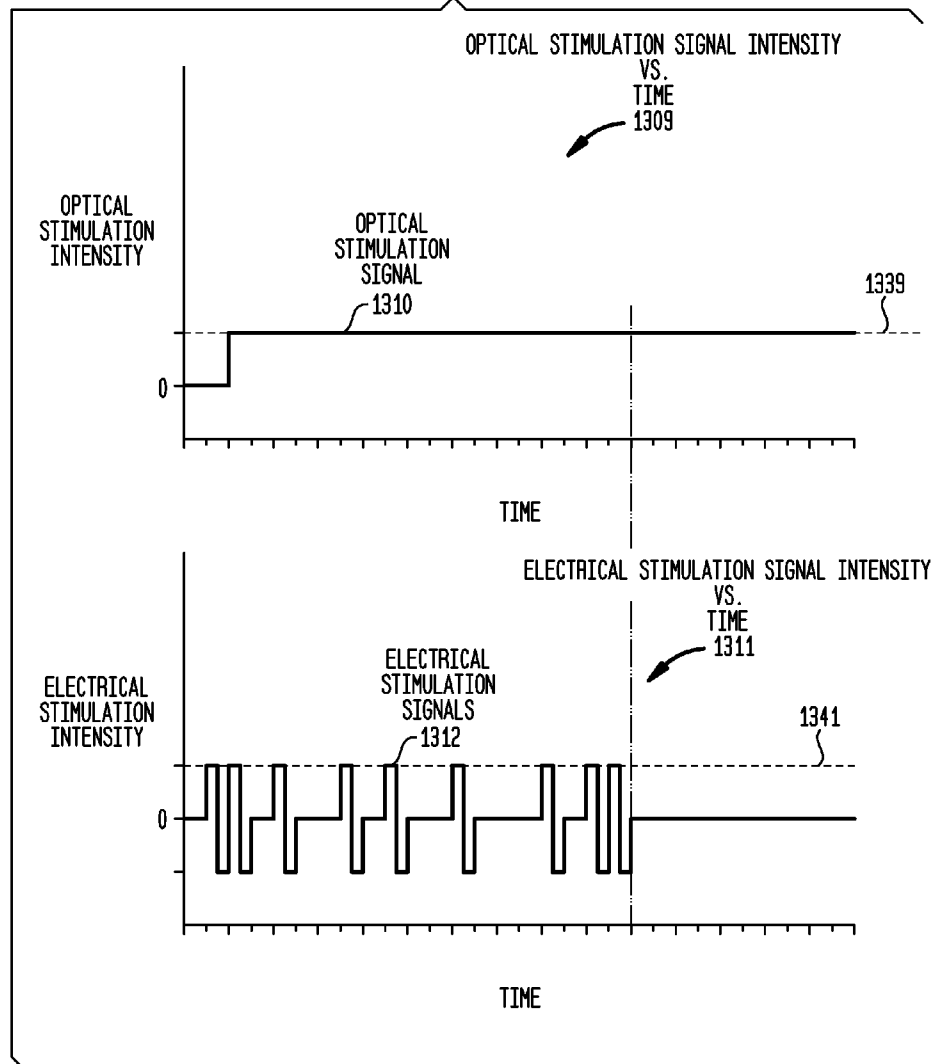 OPTICAL STIMULATION SIGNAL INTENSITY
VS.
TIME
1309
OPTICAL
STIMULATION
INTENSITY
OPTICAL
STIMULATION
SIGNAL
1310
1339
0
TIME
ELECTRICAL STIMULATION SIGNAL INTENSITY
VS.
TIME
1311
ELECTRICAL
STIMULATION
INTENSITY
ELECTRICAL
STIMULATION
SIGNALS
1312
1341
0
TIME